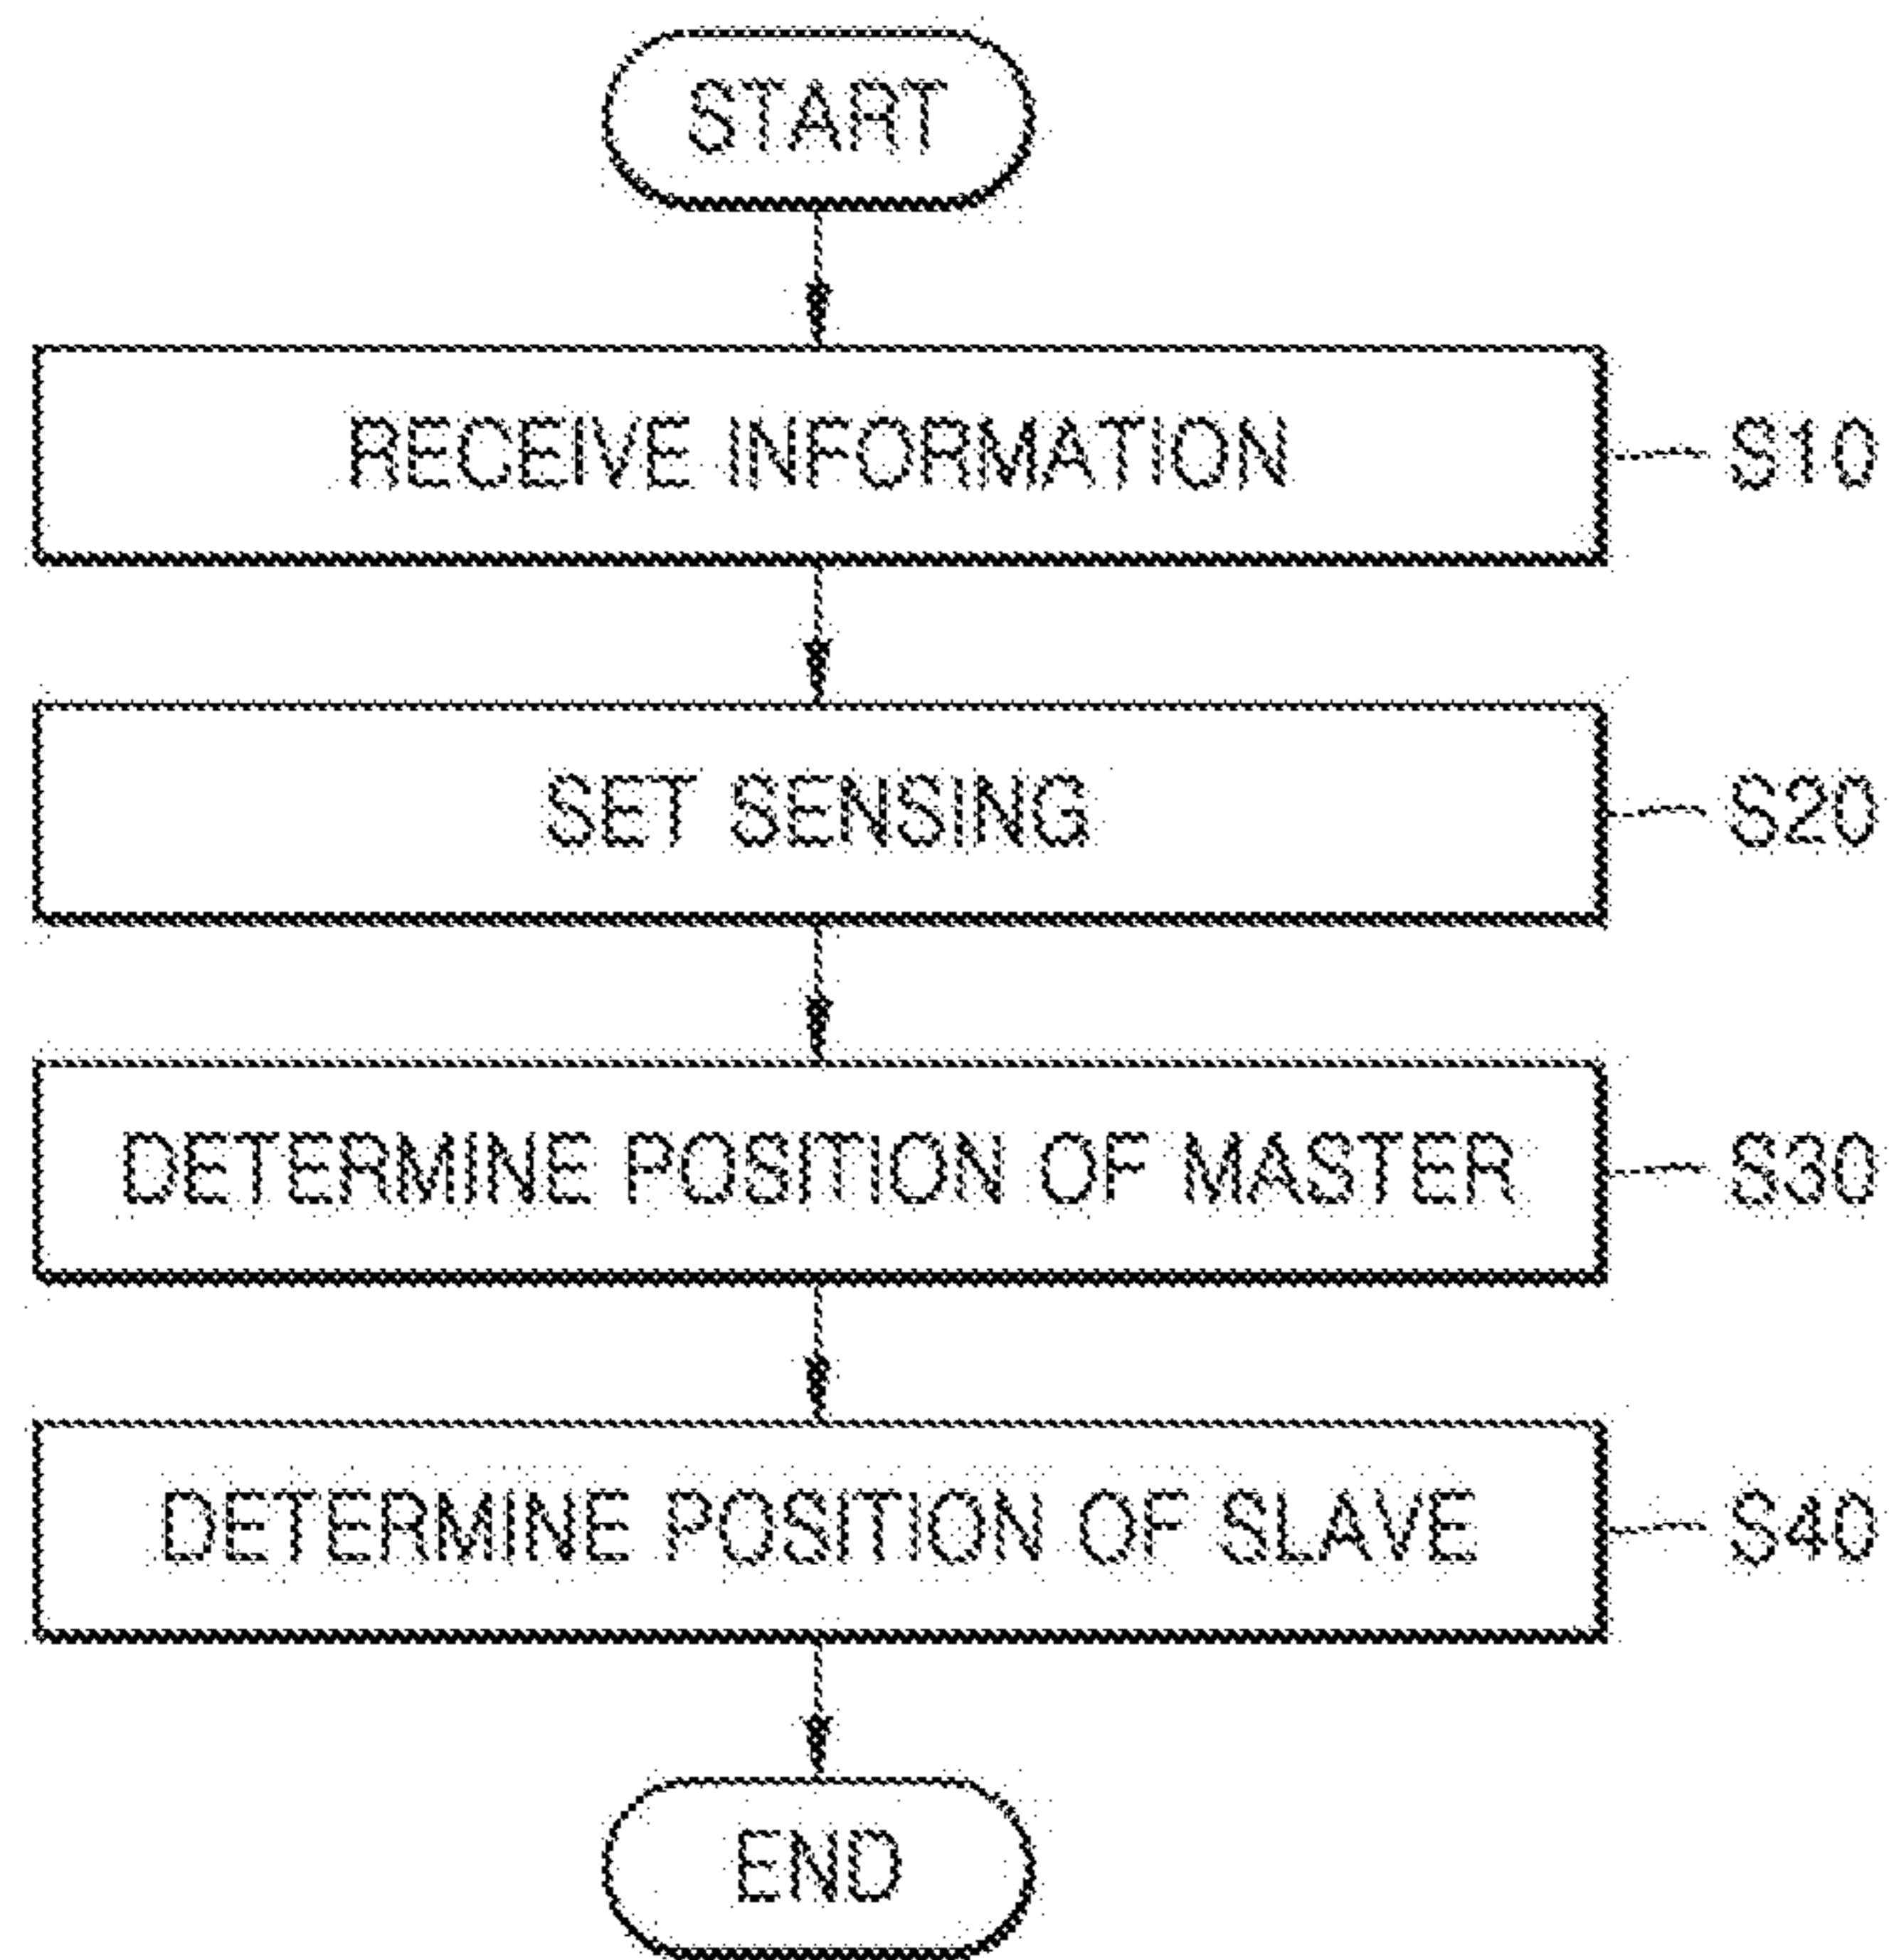 START
RECEIVE INFORMATION S10
SET SENSING S20
DETERMINE POSITION OF MASTER S30
DETERMINE POSITION OF SLAVE S40
END